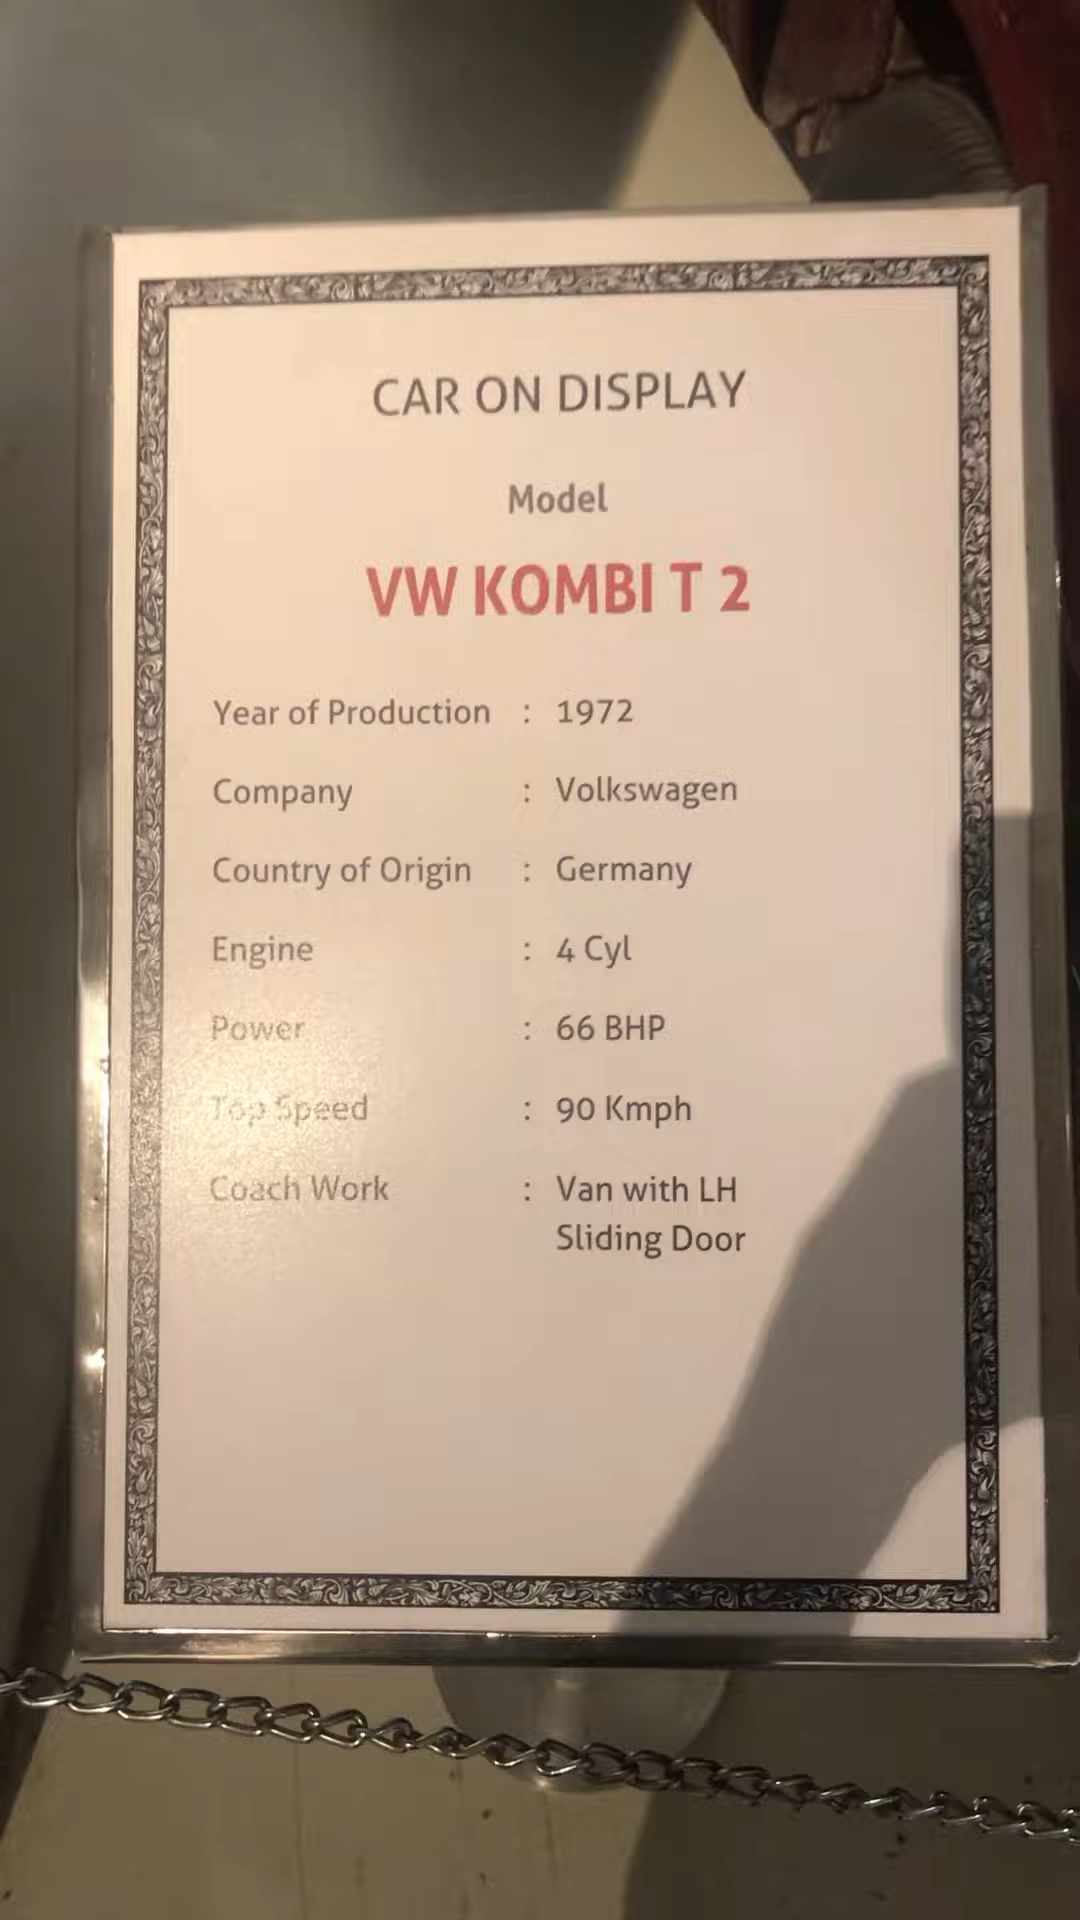 CAR ON DISPLAY
Model
VW KOMBI T 2
Year of Production : 1972
Company : Volkswagen
Country of Origin : Germany
Engine : 4 Cyl
Power : 66 BHP
Top Speed : 90 Kmph
Coach Work : Van with LH
Sliding Door